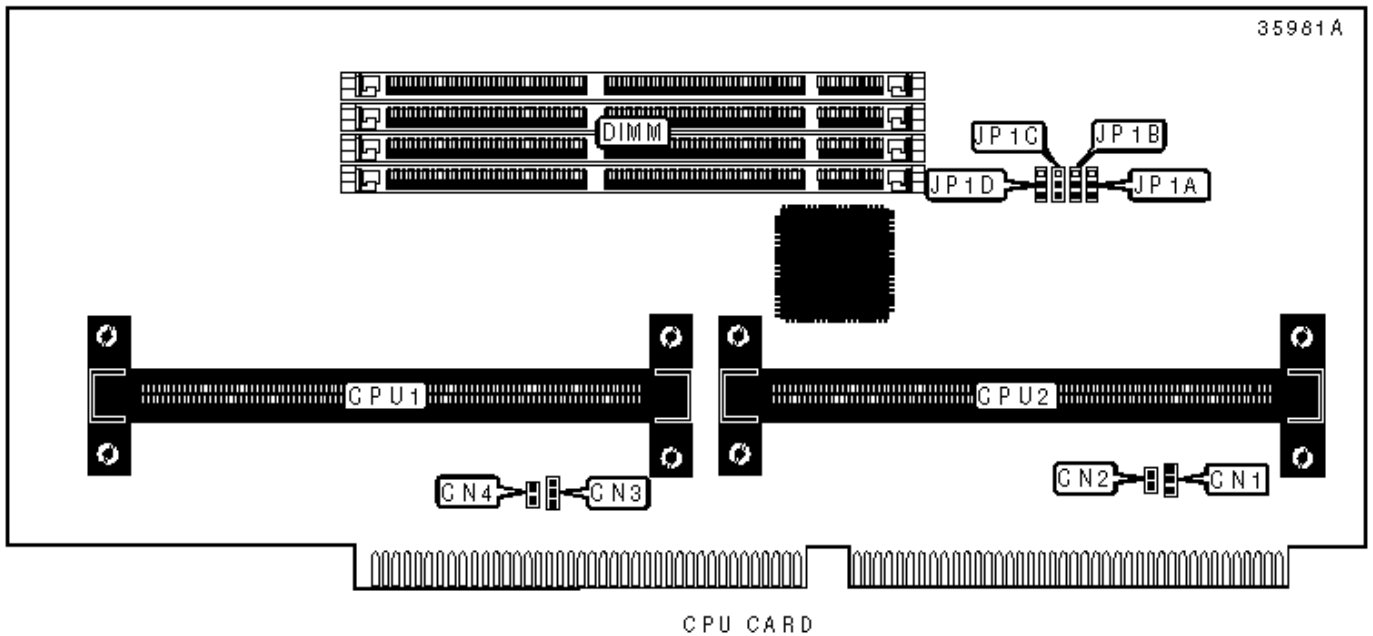 35981A
DIMM
JP1C
JP1B
JP1D
JP1A
CPU1
CPU2
CN4
CN3
CN2
CN1
CPU CARD